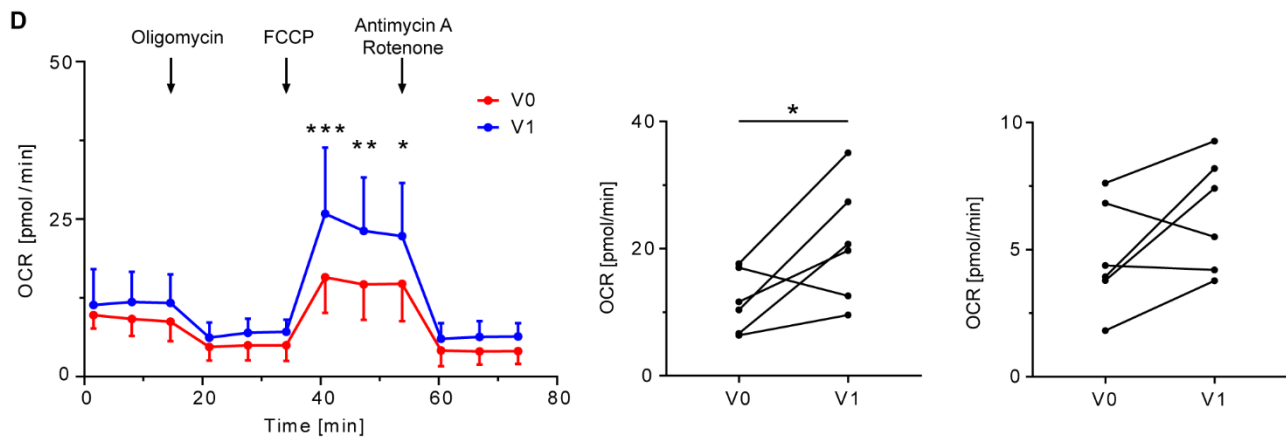 D
Oligomycin
FCCP
Antimycin A
Rotenone
50
25
0
OCR [pmol/min]
V0
V1
***
**
*
0
20
40
60
80
Time [min]
*
40
20
0
OCR [pmol/min]
V0
V1
10
5
0
OCR [pmol/min]
V0
V1